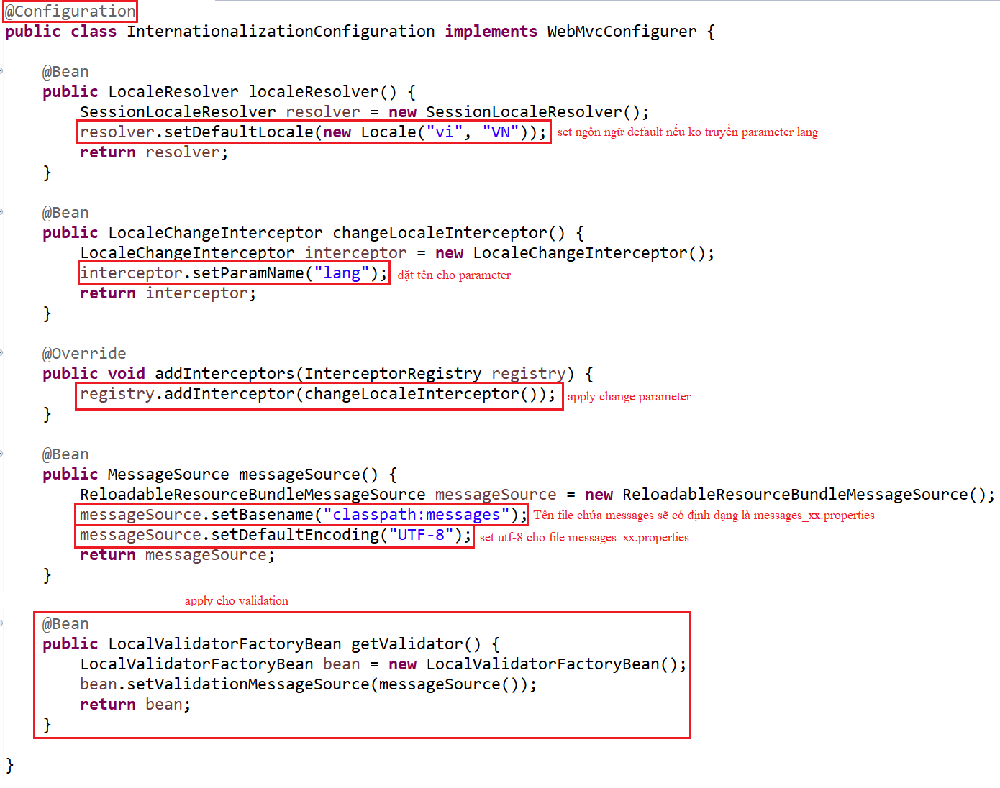 @Configuration
public class InternationalizationConfiguration implements WebMvcConfigurer {
@Bean
public LocaleResolver localeResolver() {
SessionLocaleResolver resolver = new SessionLocaleResolver();
resolver.setDefaultLocale(new Locale("vi", "VN")); set ngôn ngữ default nếu ko truyền parameter lang
return resolver;
}
@Bean
public LocaleChangeInterceptor changeLocaleInterceptor() {
LocaleChangeInterceptor interceptor = new LocaleChangeInterceptor();
interceptor.setParamName("lang"); đặt tên cho parameter
return interceptor;
}
@Override
public void addInterceptors(InterceptorRegistry registry) {
registry.addInterceptor(changeLocaleInterceptor()); apply change parameter
}
@Bean
public MessageSource messageSource() {
ReloadableResourceBundleMessageSource messageSource = new ReloadableResourceBundleMessageSource();
messageSource.setBasename("classpath:messages"); Tên file chứa messages sẽ có định dạng là messages_xx.properties
messageSource.setDefaultEncoding("UTF-8"); set utf-8 cho file messages_xx.properties
return messageSource;
}
apply cho validation
@Bean
public LocalValidatorFactoryBean getValidator() {
LocalValidatorFactoryBean bean = new LocalValidatorFactoryBean();
bean.setValidationMessageSource(messageSource());
return bean;
}
}